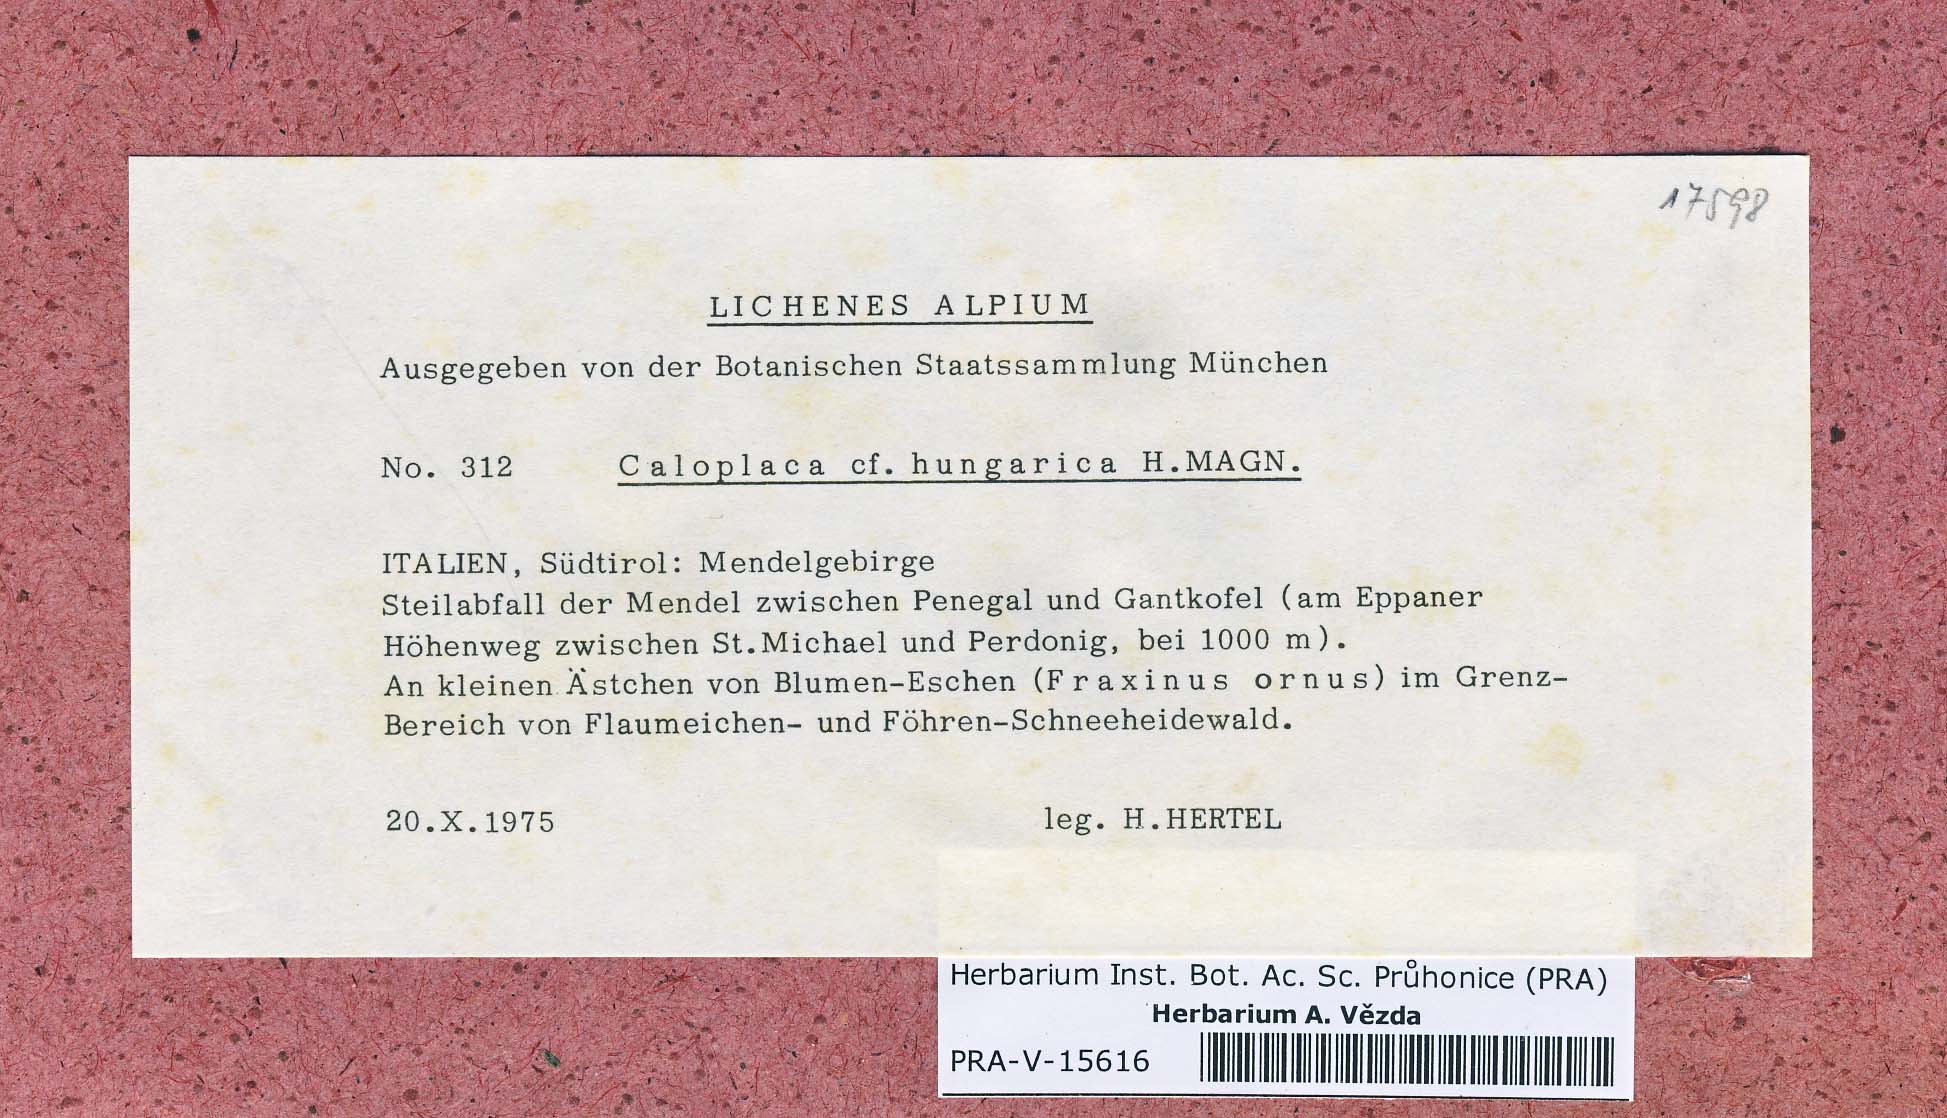 17598
LICHENES ALPIUM
Ausgegeben von der Botanischen Staatssammlung München
No. 312 Caloplaca cf. hungarica H.MAGN.
ITALIEN, Südtirol: Mendelgebirge
Steilabfall der Mendel zwischen Penegal und Gantkofel (am Eppaner
Höhenweg zwischen St.Michael und Perdonig, bei 1000 m).
An kleinen Ästchen von Blumen-Eschen (Fraxinus ornus) im Grenz-
Bereich von Flaumeichen- und Föhren-Schneeheidewald.
20.X.1975 leg. H.HERTEL
Herbarium Inst. Bot. Ac. Sc. Průhonice (PRA)
Herbarium A. Vězda
PRA-V-15616